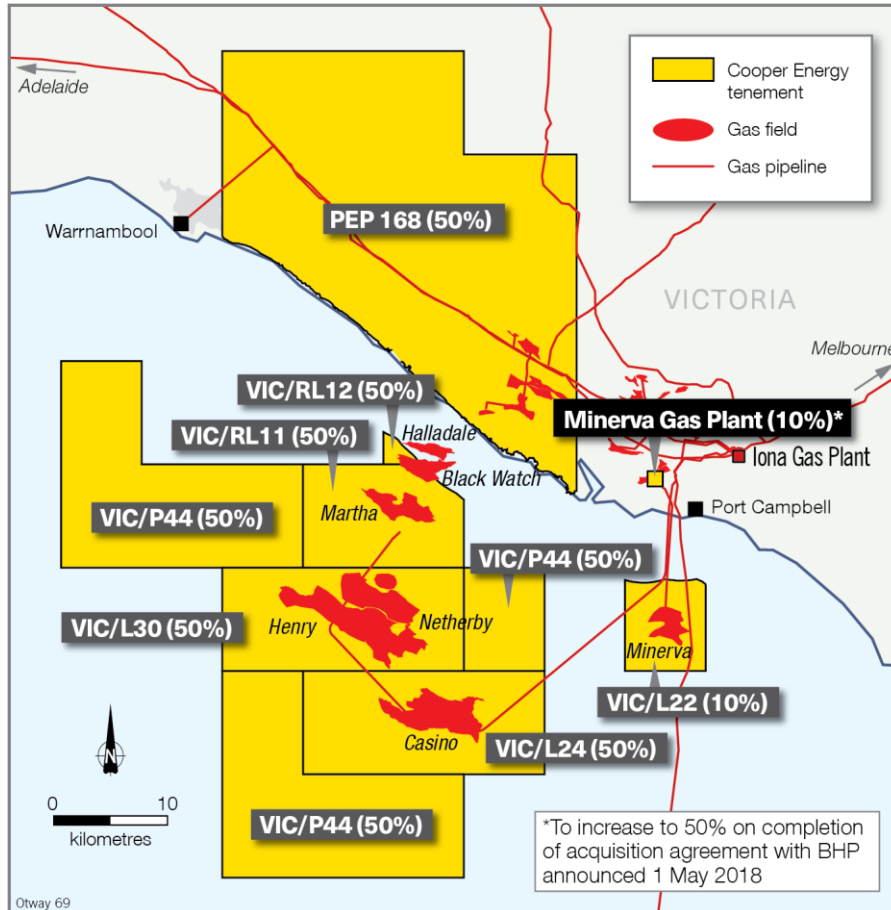 Adelaide
Cooper Energy
tenement
Gas field
Gas pipeline
PEP 168 (50%)
Warrnambool
VICTORIA
Melbourne
VIC/RL12 (50%)
Halladale
Minerva Gas Plant (10%)*
VIC/RL11 (50%)
Iona Gas Plant
Black Watch
Martha
Port Campbell
VIC/P44 (50%)
VIC/P44 (50%)
VIC/L30 (50%)
Henry
Netherby
Minerva
VIC/L22 (10%)
Casino
VIC/L24 (50%)
N
0 10
kilometres
VIC/P44 (50%)
*To increase to 50% on completion
of acquisition agreement with BHP
announced 1 May 2018
Otway 69